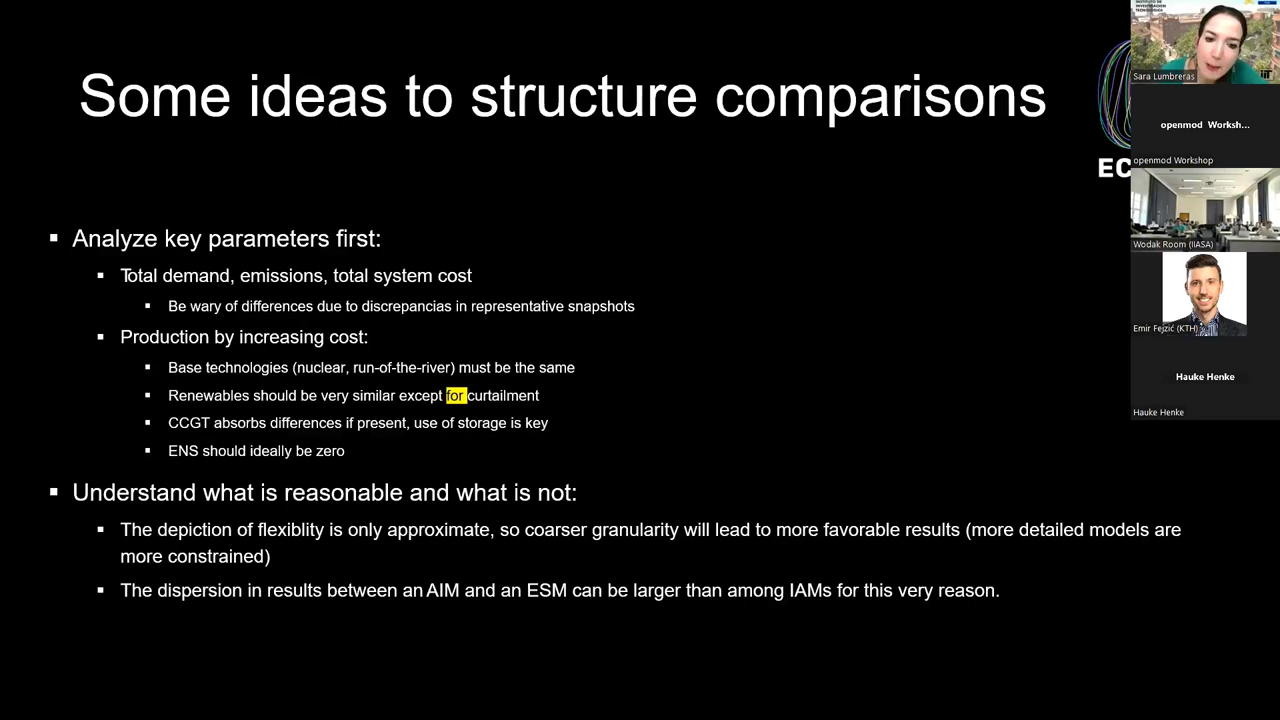 Some ideas to structure comparisons
Analyze key parameters first:
Total demand, emissions, total system cost
Be wary of differences due to discrepancias in representative snapshots
Production by increasing cost:
Base technologies (nuclear, run-of-the-river) must be the same
Renewables should be very similar except for curtailment
CCGT absorbs differences if present, use of storage is key
ENS should ideally be zero
Understand what is reasonable and what is not:
The depiction of flexiblity is only approximate, so coarser granularity will lead to more favorable results (more detailed models are
more constrained)
The dispersion in results between an AIM and an ESM can be larger than among IAMs for this very reason.
EC
INSTITUTO DE
INVESTIGACIÓN
TECNOLÓGICA
Sara Lumbreras
openmod Worksh...
openmod Workshop
Wodak Room (IIASA)
Emir Fejzić (KTH)
Hauke Henke
Hauke Henke